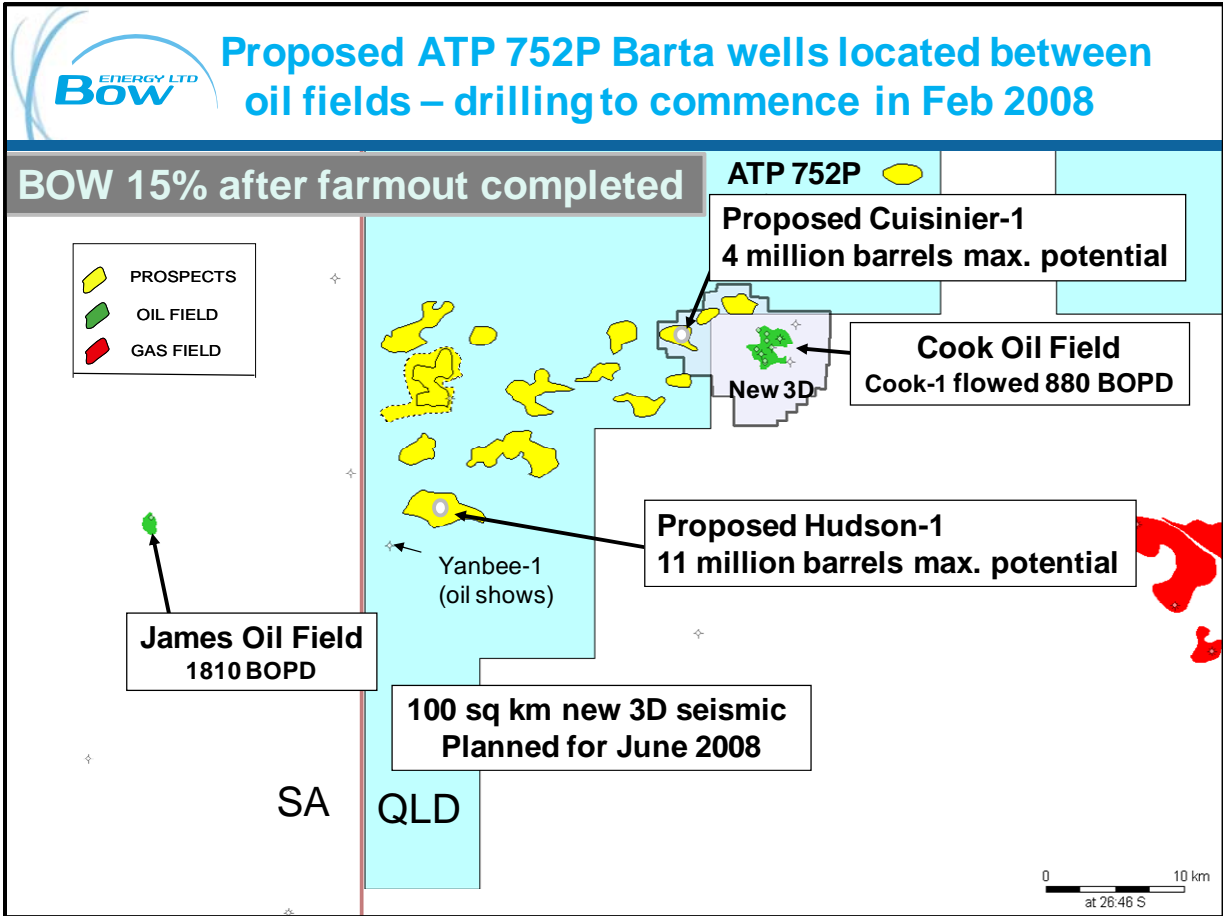 BOW ENERGY LTD
Proposed ATP 752P Barta wells located between
oil fields – drilling to commence in Feb 2008
BOW 15% after farmout completed
ATP 752P
Proposed Cuisinier-1
4 million barrels max. potential
PROSPECTS
OIL FIELD
GAS FIELD
Cook Oil Field
Cook-1 flowed 880 BOPD
New 3D
Proposed Hudson-1
11 million barrels max. potential
Yanbee-1
(oil shows)
James Oil Field
1810 BOPD
100 sq km new 3D seismic
Planned for June 2008
SA
QLD
0
10 km
at 26:46 S